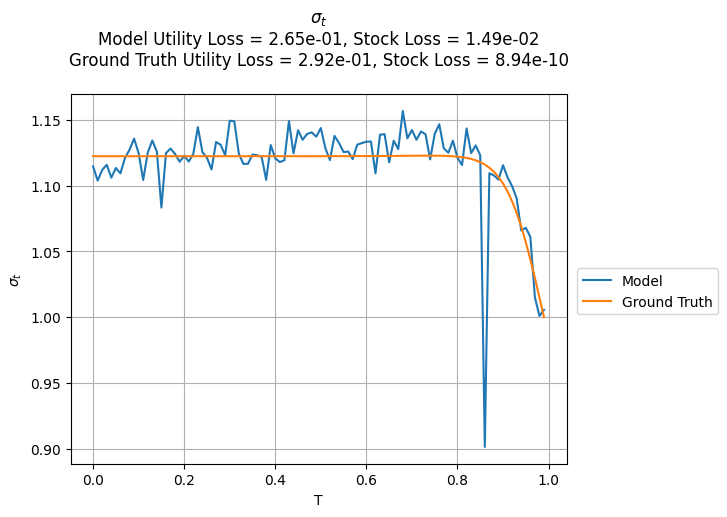 σt
Model Utility Loss = 2.65e-01, Stock Loss = 1.49e-02
Ground Truth Utility Loss = 2.92e-01, Stock Loss = 8.94e-10
1.15
1.10
1.05
1.00
0.95
0.90
σt
0.0 0.2 0.4 0.6 0.8 1.0
T
Model
Ground Truth